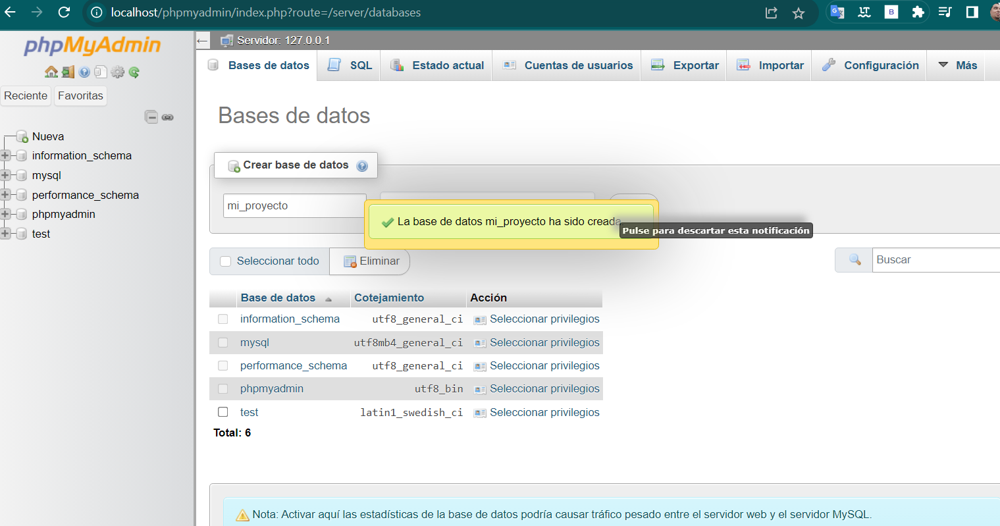 localhost/phpmyadmin/index.php?route=/server/databases
phpMyAdmin
Reciente Favoritas
Nueva
information_schema
mysql
performance_schema
phpmyadmin
test
Servidor: 127.0.0.1
Bases de datos SQL Estado actual Cuentas de usuarios Exportar Importar Configuración Más
Bases de datos
Crear base de datos
mi_proyecto
La base de datos mi_proyecto ha sido creada
Pulse para descartar esta notificación
Seleccionar todo Eliminar
Buscar
Base de datos Cotejamiento Acción
information_schema utf8_general_ci Seleccionar privilegios
mysql utf8mb4_general_ci Seleccionar privilegios
performance_schema utf8_general_ci Seleccionar privilegios
phpmyadmin utf8_bin Seleccionar privilegios
test latin1_swedish_ci Seleccionar privilegios
Total: 6
Nota: Activar aquí las estadísticas de la base de datos podría causar tráfico pesado entre el servidor web y el servidor MySQL.